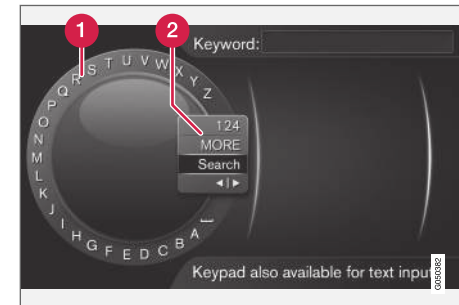 1
2
Keyword:
A B C D E F G H I J K L M N O P Q R S T U V W X Y Z
124
MORE
Search
◄|►
Keypad also available for text input
G050382